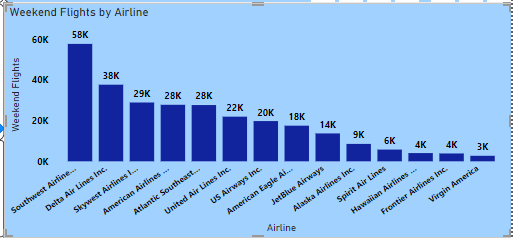 Weekend Flights by Airline
Weekend Flights
60K
40K
20K
0K
58K
38K
29K
28K
28K
22K
20K
18K
14K
9K
6K
4K
4K
3K
Southwest Airline...
Delta Air Lines Inc.
Skywest Airlines I...
American Airlines ...
Atlantic Southeast...
United Air Lines Inc.
US Airways Inc.
American Eagle Ai...
JetBlue Airways
Alaska Airlines Inc.
Spirit Air Lines
Hawaiian Airlines ...
Frontier Airlines Inc.
Virgin America
Airline